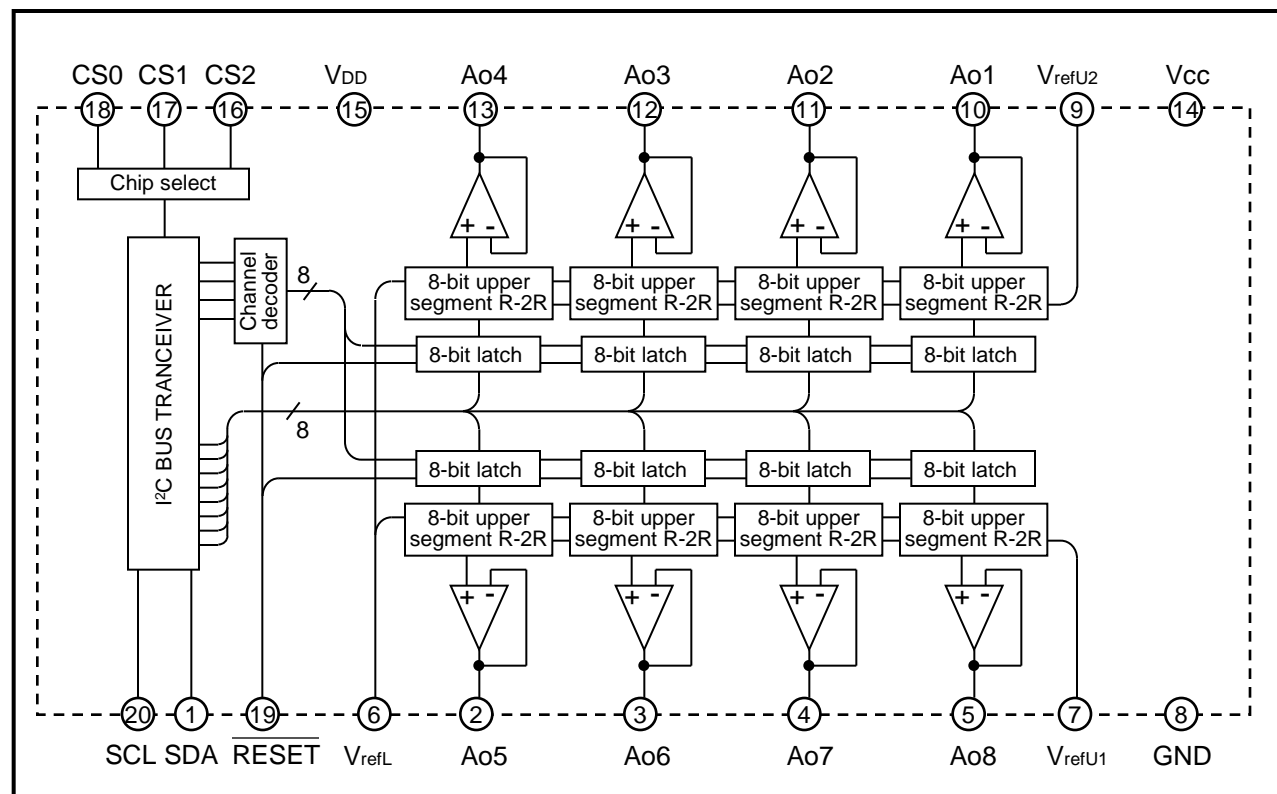 CS0 CS1 CS2 VDD Ao4 Ao3 Ao2 Ao1 VrefU2 Vcc
18 17 16 15 13 12 11 10 9 14
Chip select
+ - + - + - + -
I²C BUS TRANCEIVER
Channel
decoder
8
8-bit upper
segment R-2R
8-bit upper
segment R-2R
8-bit upper
segment R-2R
8-bit upper
segment R-2R
8-bit latch 8-bit latch 8-bit latch 8-bit latch
8
8-bit latch 8-bit latch 8-bit latch 8-bit latch
8-bit upper
segment R-2R
8-bit upper
segment R-2R
8-bit upper
segment R-2R
8-bit upper
segment R-2R
+ - + - + - + -
20 1 19 6 2 3 4 5 7 8
SCL SDA RESET VrefL Ao5 Ao6 Ao7 Ao8 VrefU1 GND